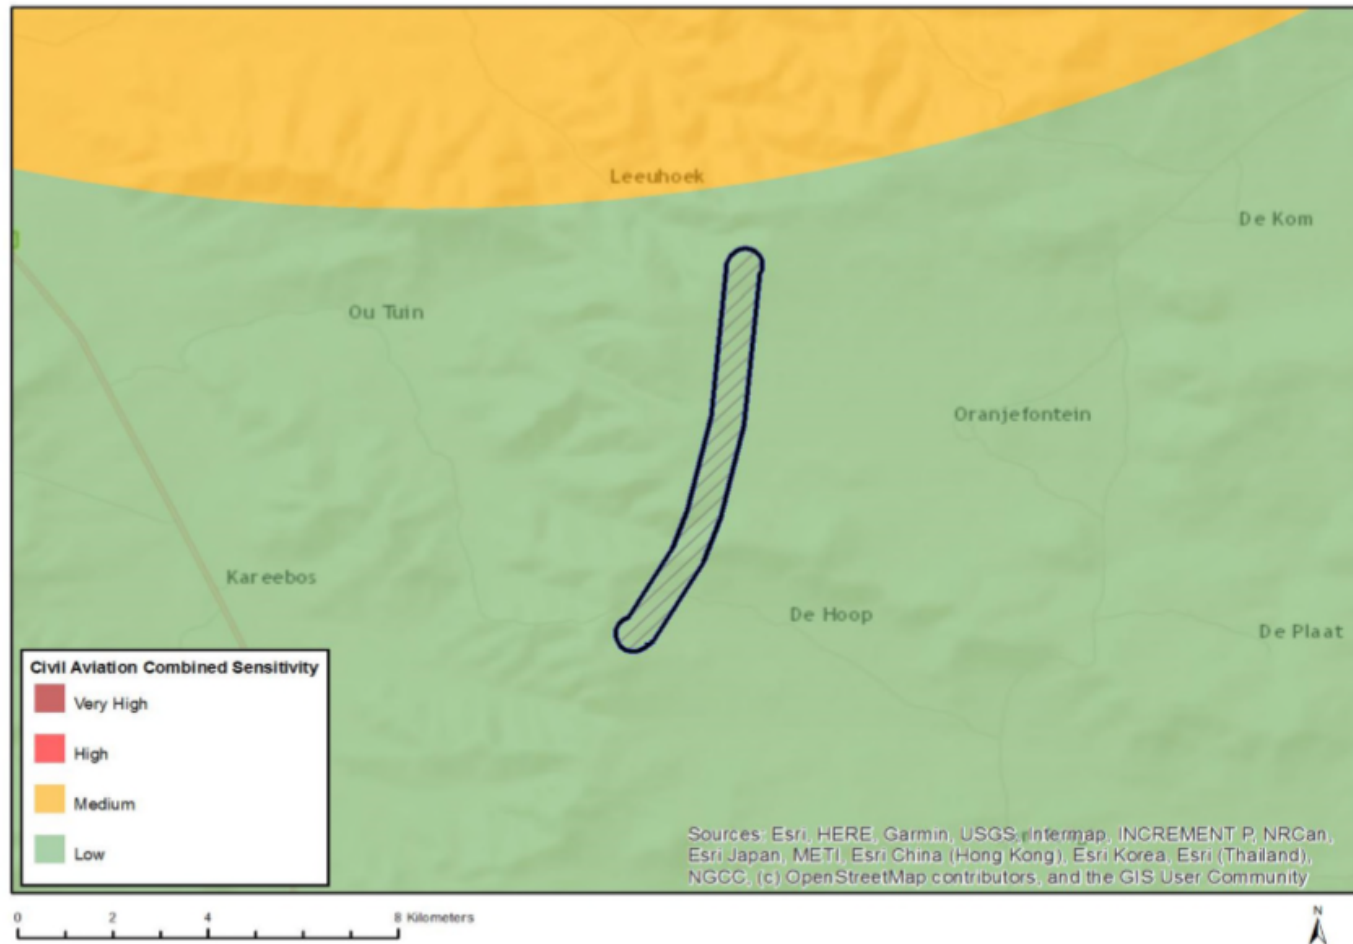 Leeuhoek
De Kom
Ou Tuin
Oranjefontein
Kareebos
De Hoop
De Plaat
Civil Aviation Combined Sensitivity
Very High
High
Medium
Low
Sources: Esri, HERE, Garmin, USGS, Intermap, INCREMENT P, NRCan,
Esri Japan, METI, Esri China (Hong Kong), Esri Korea, Esri (Thailand),
NGCC, (c) OpenStreetMap contributors, and the GIS User Community
0 2 4 8 Kilometers
N